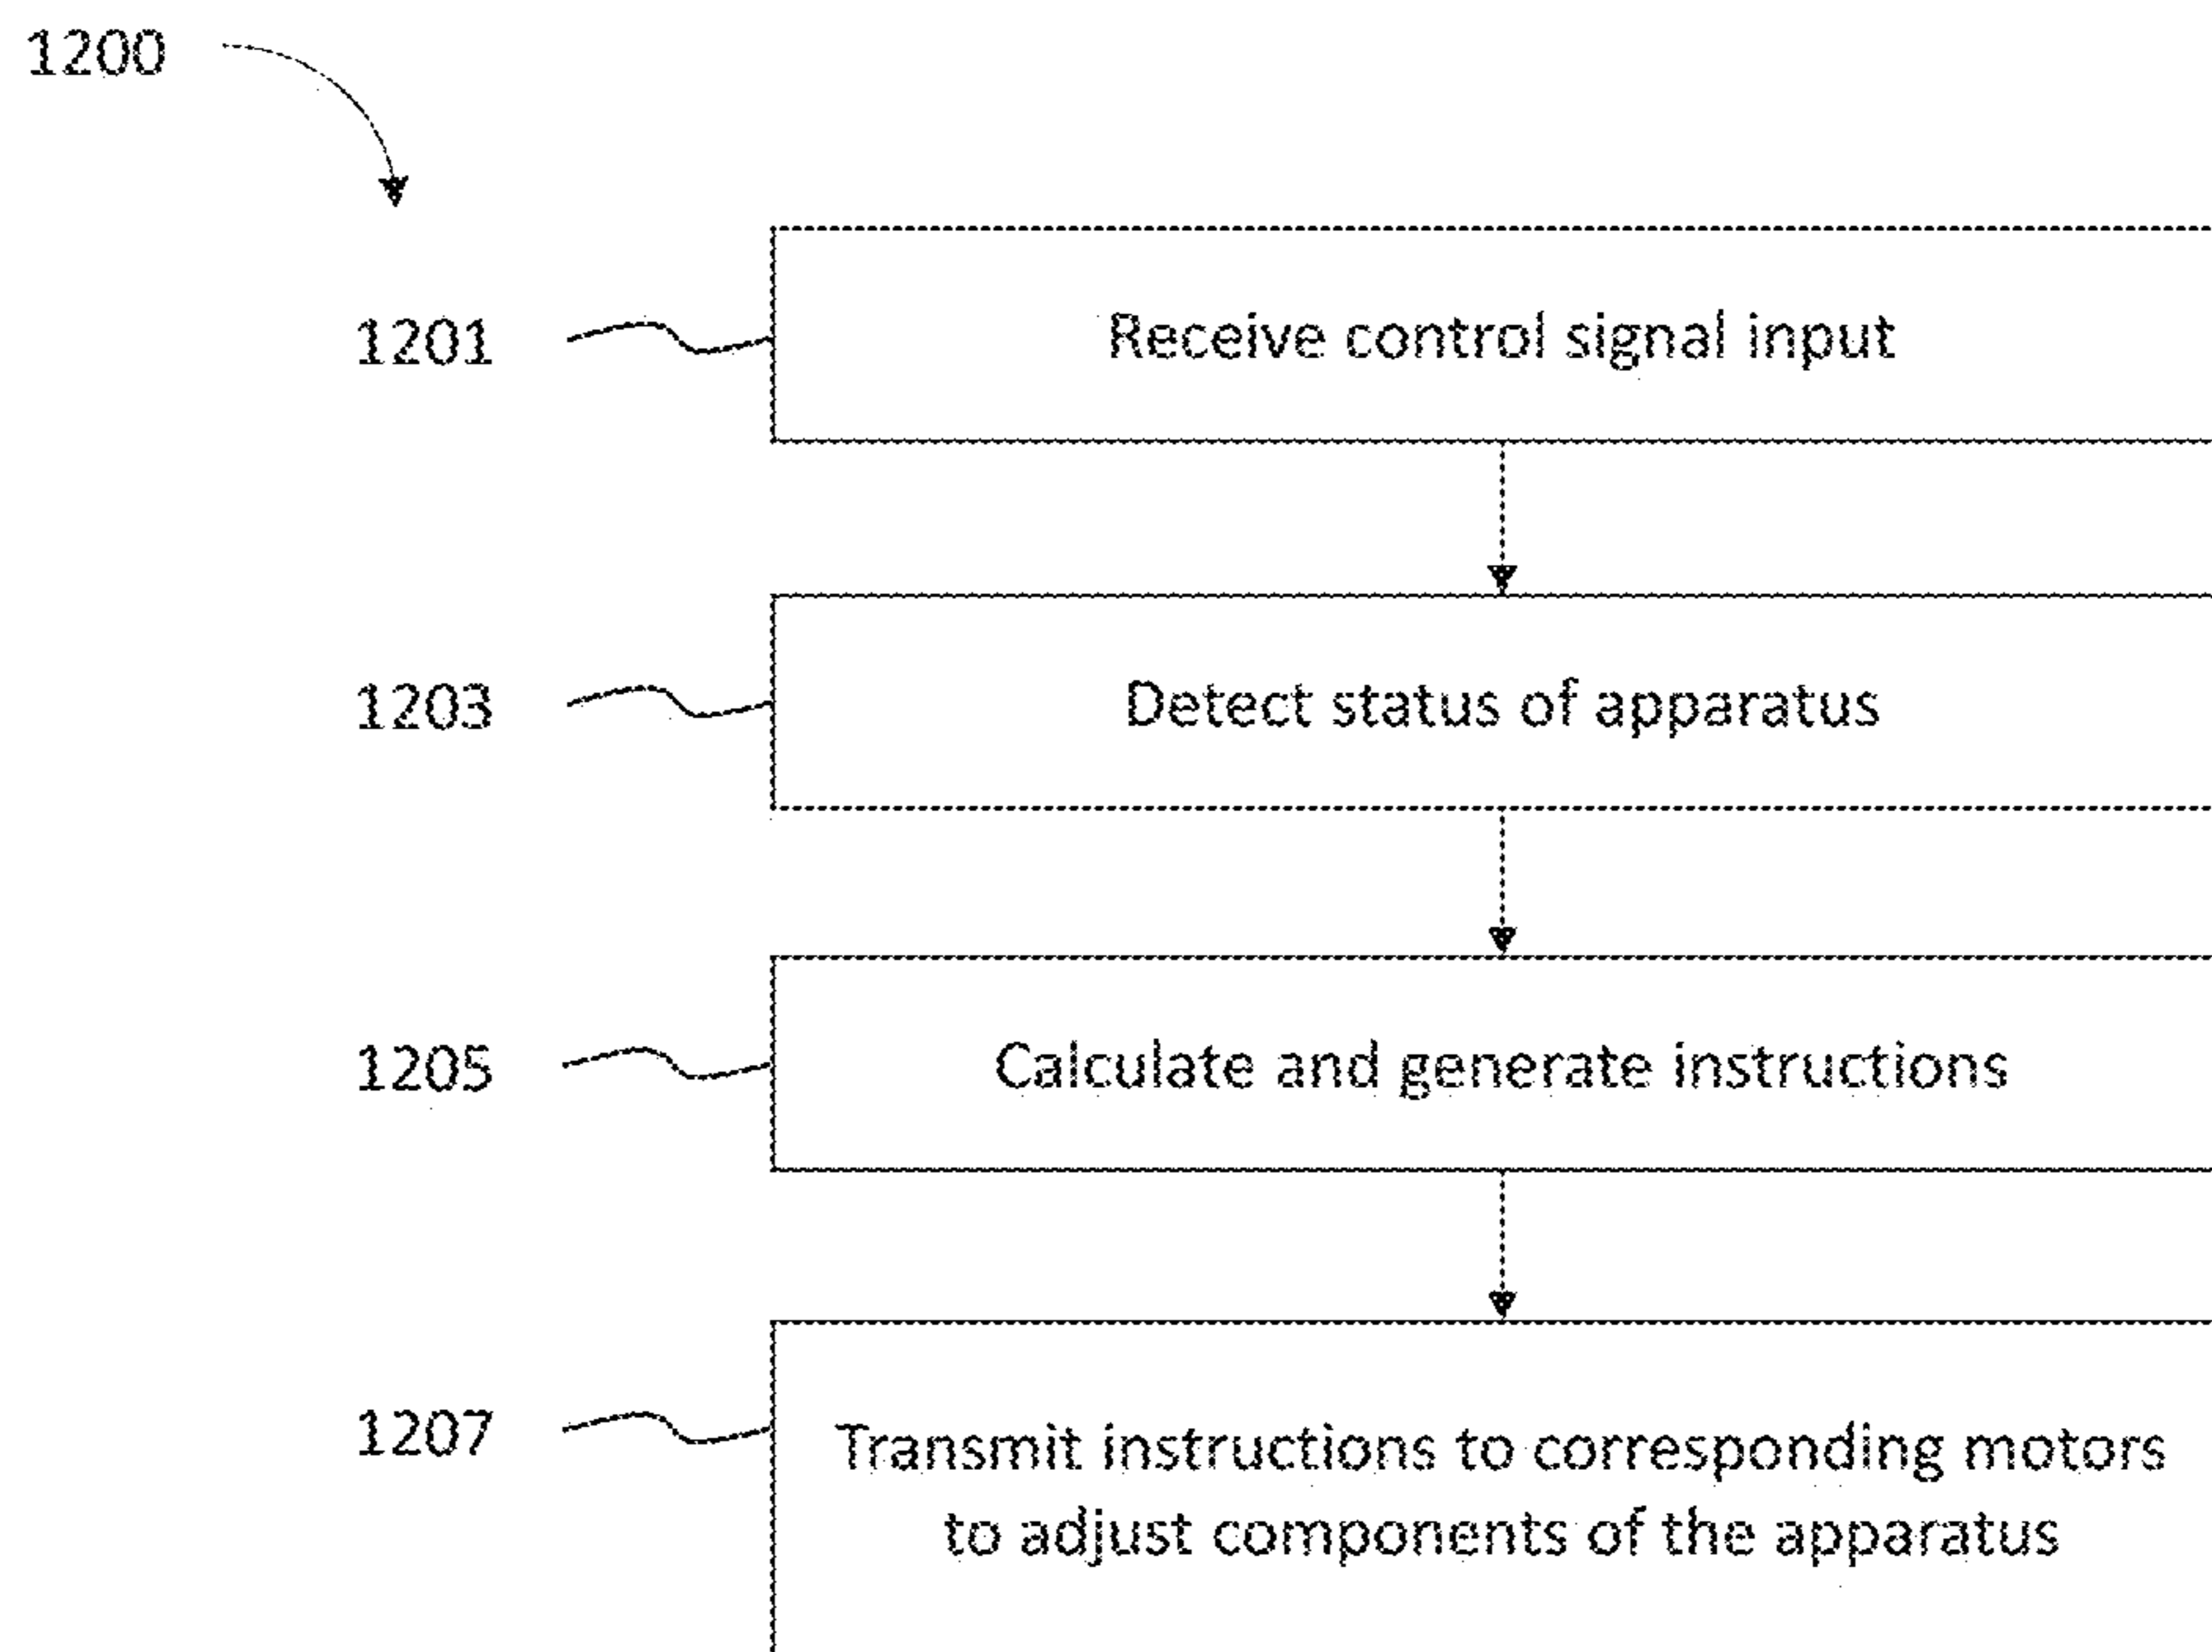 1200
1201
Receive control signal input
1203
Detect status of apparatus
1205
Calculate and generate instructions
1207
Transmit instructions to corresponding motors
to adjust components of the apparatus